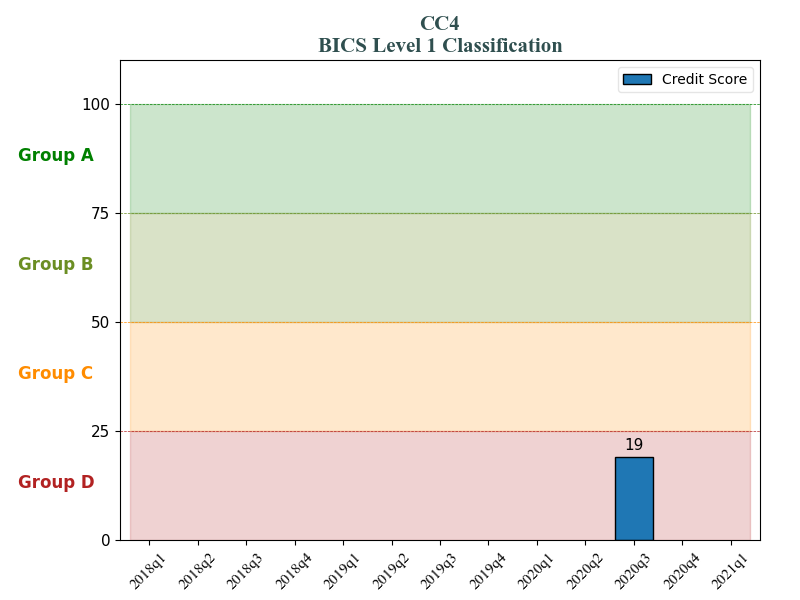 CC4
BICS Level 1 Classification
Credit Score
100
Group A
75
Group B
50
Group C
25
19
Group D
0
2018q1
2018q2
2018q3
2018q4
2019q1
2019q2
2019q3
2019q4
2020q1
2020q2
2020q3
2020q4
2021q1